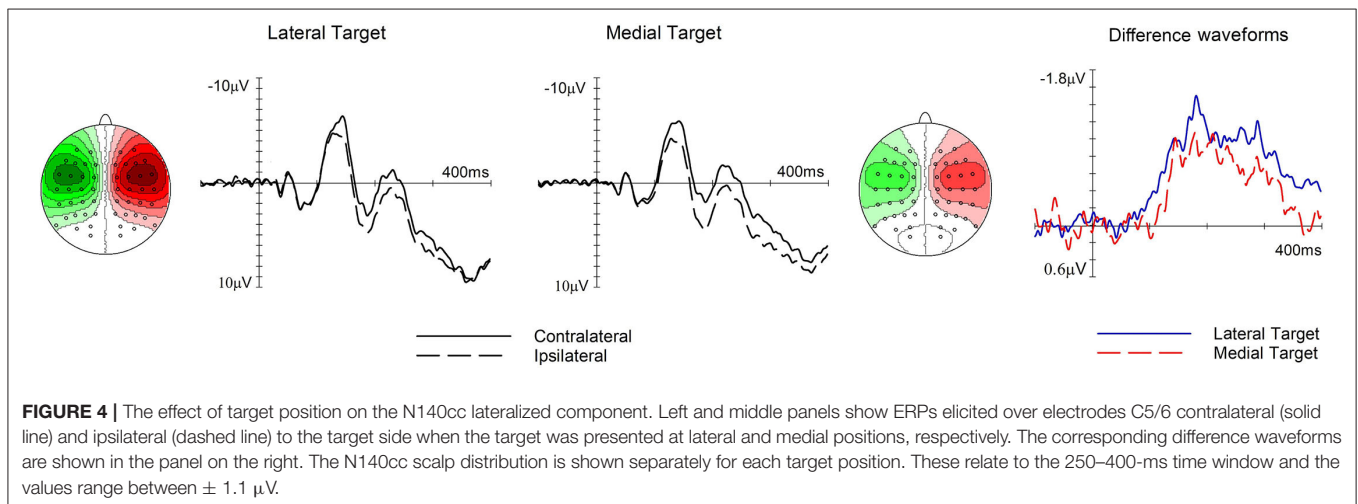 Lateral Target
Medial Target
Difference waveforms
-10µV
400ms
10µV
-10µV
400ms
10µV
-1.8µV
400ms
0.6µV
Contralateral
Ipsilateral
Lateral Target
Medial Target
FIGURE 4 | The effect of target position on the N140cc lateralized component. Left and middle panels show ERPs elicited over electrodes C5/6 contralateral (solid
line) and ipsilateral (dashed line) to the target side when the target was presented at lateral and medial positions, respectively. The corresponding difference waveforms
are shown in the panel on the right. The N140cc scalp distribution is shown separately for each target position. These relate to the 250–400-ms time window and the
values range between ± 1.1 µV.